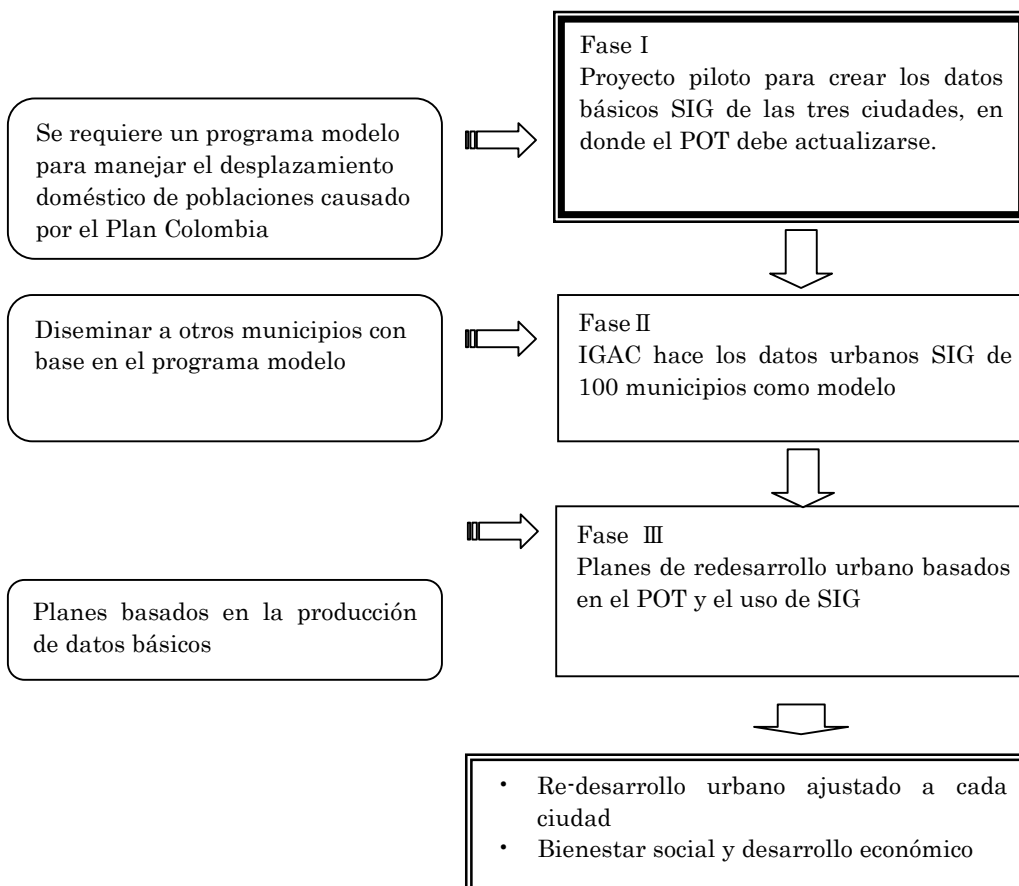 Fase Ⅰ
Proyecto piloto para crear los datos
básicos SIG de las tres ciudades, en
donde el POT debe actualizarse.
Se requiere un programa modelo
para manejar el desplazamiento
doméstico de poblaciones causado
por el Plan Colombia
Diseminar a otros municipios con
base en el programa modelo
Fase Ⅱ
IGAC hace los datos urbanos SIG de
100 municipios como modelo
Fase Ⅲ
Planes de redesarrollo urbano basados
en el POT y el uso de SIG
Planes basados en la producción
de datos básicos
・ Re-desarrollo urbano ajustado a cada
ciudad
・ Bienestar social y desarrollo económico